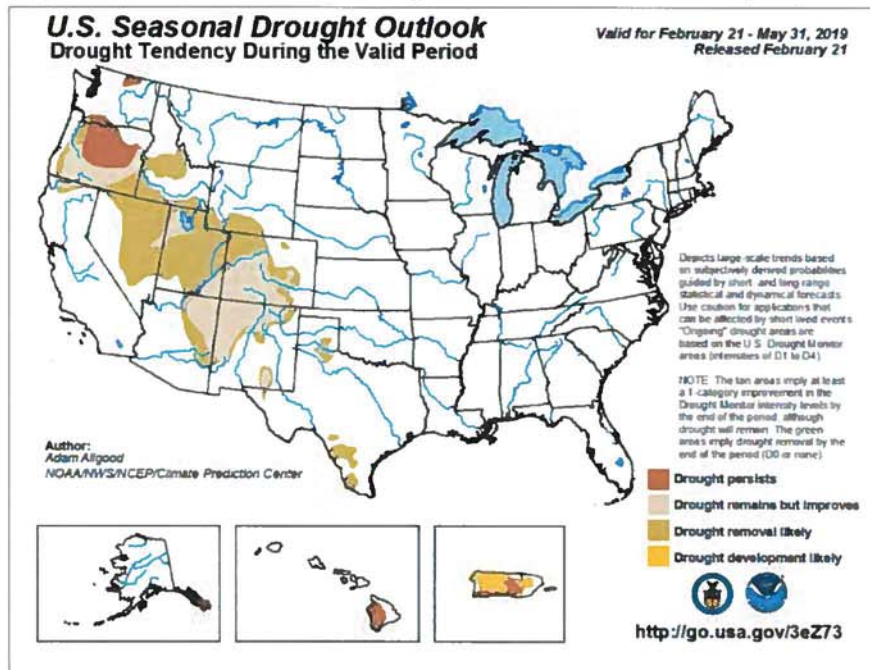 U.S. Seasonal Drought Outlook
Drought Tendency During the Valid Period
Valid for February 21 - May 31, 2019
Released February 21
Depicts large-scale trends based
on subjectively derived probabilities
guided by short- and long-range
statistical and dynamical forecasts.
Use caution for applications that
can be affected by short lived events.
"Ongoing" drought areas are
based on the U.S. Drought Monitor
areas (intensities of D1 to D4).
NOTE: The tan areas imply at least
a 1-category improvement in the
Drought Monitor intensity levels by
the end of the period, although
drought will remain. The green
areas imply drought removal by the
end of the period (D0 or none).
Author:
Adam Allgood
NOAA/NWS/NCEP/Climate Prediction Center
Drought persists
Drought remains but improves
Drought removal likely
Drought development likely
http://go.usa.gov/3eZ73